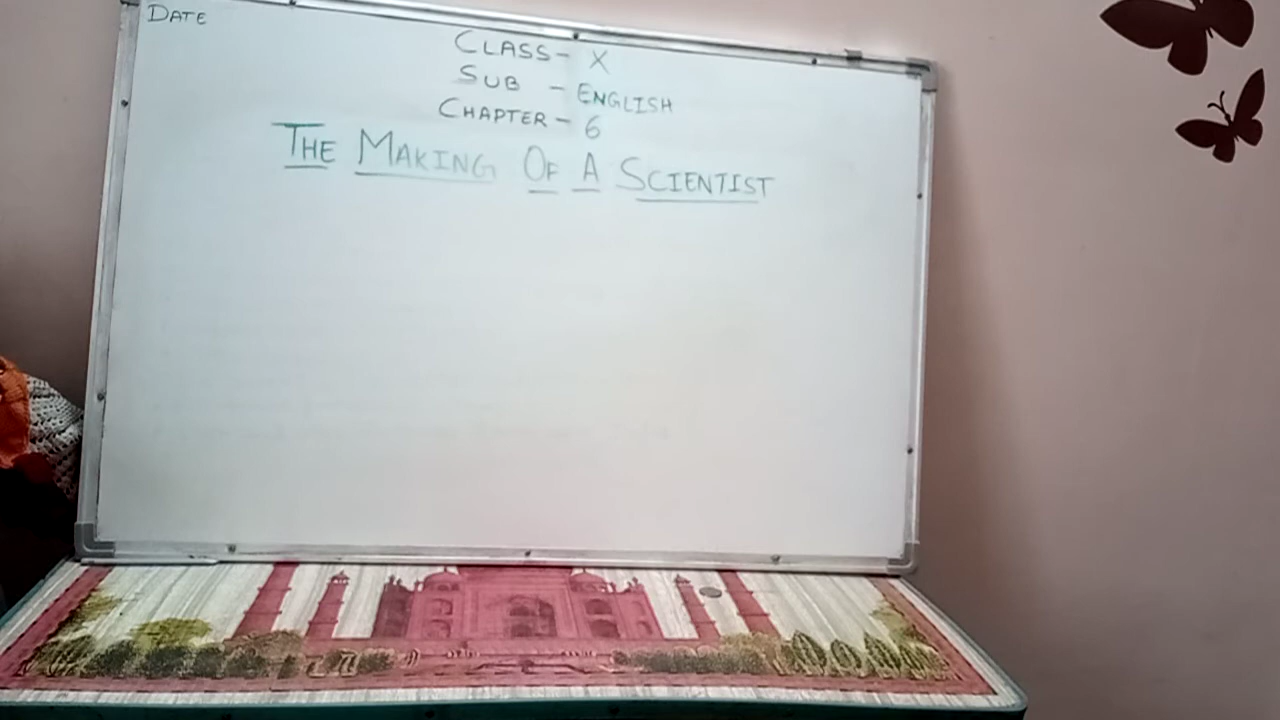 DATE
CLASS- X
SUB - ENGLISH
CHAPTER- 6
THE MAKING OF A SCIENTIST